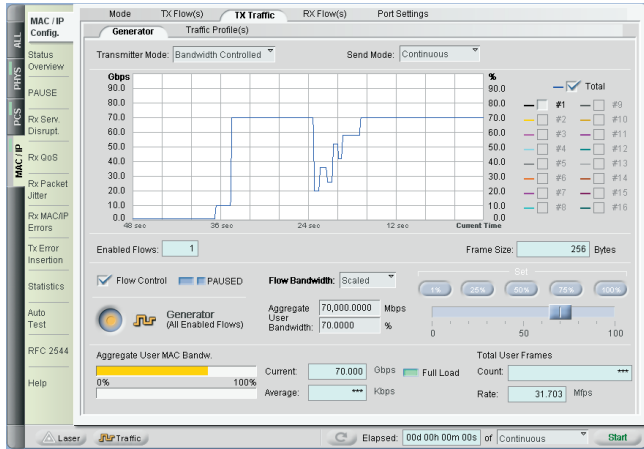 Mode TX Flow(s) TX Traffic RX Flow(s) Port Settings
Generator Traffic Profile(s)
ALL
PHYS
PCS
MAC / IP
MAC / IP Config.
Status Overview
PAUSE
Rx Serv. Disrupt.
Rx QoS
Rx Packet Jitter
Rx MAC/IP Errors
Tx Error Insertion
Statistics
Auto Test
RFC 2544
Help
Transmitter Mode: Bandwidth Controlled Send Mode: Continuous
Gbps %
90.0 90.0
80.0 80.0
70.0 70.0
60.0 60.0
50.0 50.0
40.0 40.0
30.0 30.0
20.0 20.0
10.0 10.0
0.0 0.0
48 sec 36 sec 24 sec 12 sec Current Time
Total
#1 #9
#2 #10
#3 #11
#4 #12
#5 #13
#6 #14
#7 #15
#8 #16
Enabled Flows: 1 Frame Size: 256 Bytes
Flow Control PAUSED Flow Bandwidth: Scaled
Set
1% 25% 50% 75% 100%
Generator
(All Enabled Flows)
Aggregate User Bandwidth: 70,000.0000 Mbps
70.0000 %
0 50 100
Aggregate User MAC Bandw.
0% 100%
Current: 70.000 Gbps Full Load
Average: *** Kbps
Total User Frames
Count: ***
Rate: 31.703 Mfps
Laser Traffic Elapsed: 00d 00h 00m 00s of Continuous Start